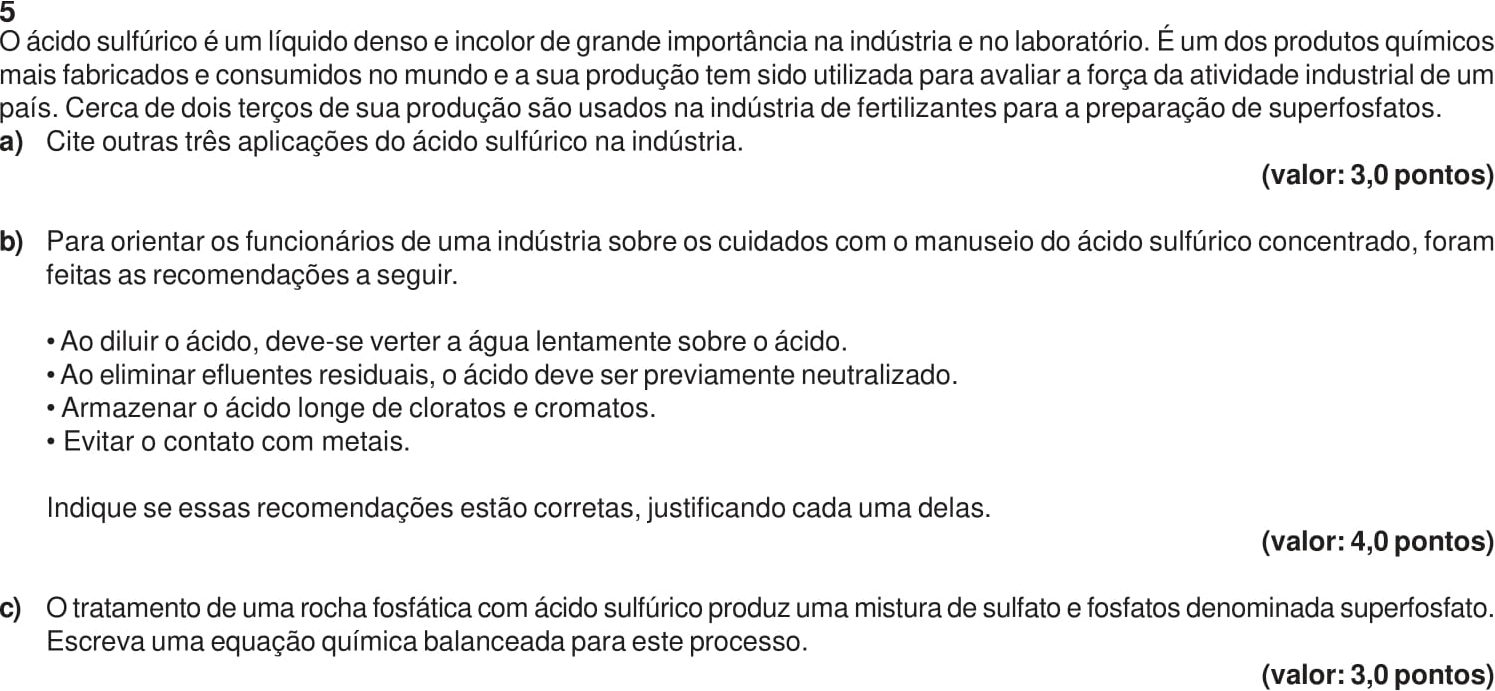 5
O ácido sulfúrico é um líquido denso e incolor de grande importância na indústria e no laboratório. É um dos produtos químicos
mais fabricados e consumidos no mundo e a sua produção tem sido utilizada para avaliar a força da atividade industrial de um
país. Cerca de dois terços de sua produção são usados na indústria de fertilizantes para a preparação de superfosfatos.
a) Cite outras três aplicações do ácido sulfúrico na indústria.
(valor: 3,0 pontos)
b) Para orientar os funcionários de uma indústria sobre os cuidados com o manuseio do ácido sulfúrico concentrado, foram
feitas as recomendações a seguir.
• Ao diluir o ácido, deve-se verter a água lentamente sobre o ácido.
• Ao eliminar efluentes residuais, o ácido deve ser previamente neutralizado.
• Armazenar o ácido longe de cloratos e cromatos.
• Evitar o contato com metais.
Indique se essas recomendações estão corretas, justificando cada uma delas.
(valor: 4,0 pontos)
c) O tratamento de uma rocha fosfática com ácido sulfúrico produz uma mistura de sulfato e fosfatos denominada superfosfato.
Escreva uma equação química balanceada para este processo.
(valor: 3,0 pontos)